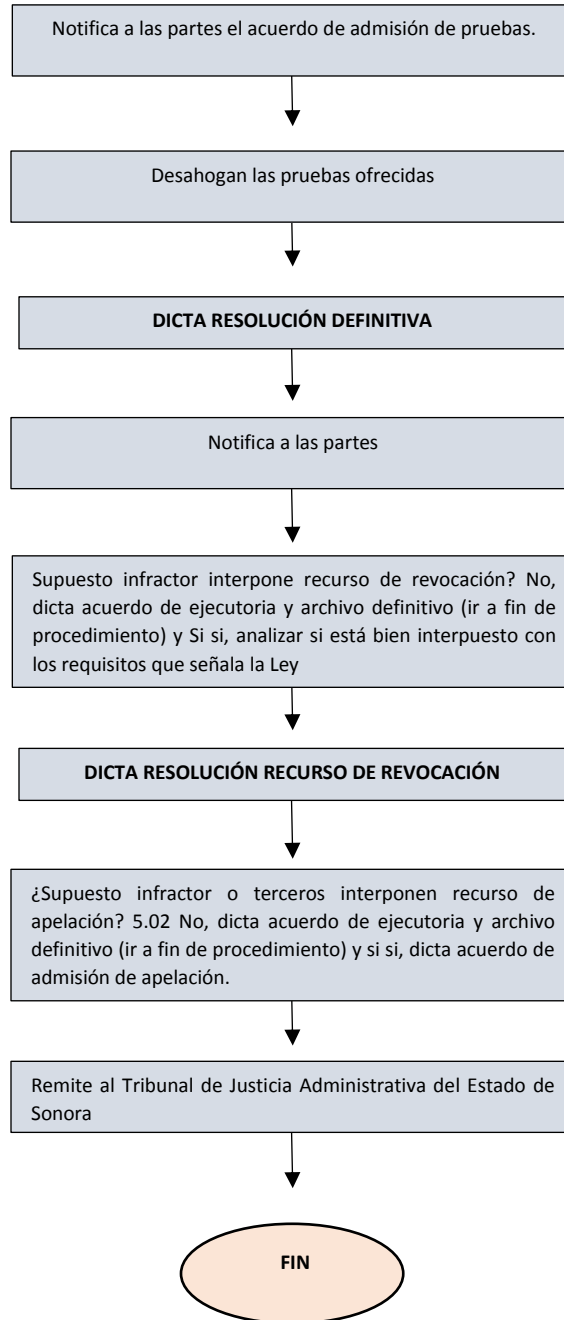 Notifica a las partes el acuerdo de admisión de pruebas.
Desahogan las pruebas ofrecidas
DICTA RESOLUCIÓN DEFINITIVA
Notifica a las partes
Supuesto infractor interpone recurso de revocación? No,
dicta acuerdo de ejecutoria y archivo definitivo (ir a fin de
procedimiento) y Si si, analizar si está bien interpuesto con
los requisitos que señala la Ley
DICTA RESOLUCIÓN RECURSO DE REVOCACIÓN
¿Supuesto infractor o terceros interponen recurso de
apelación? 5.02 No, dicta acuerdo de ejecutoria y archivo
definitivo (ir a fin de procedimiento) y si si, dicta acuerdo de
admisión de apelación.
Remite al Tribunal de Justicia Administrativa del Estado de
Sonora
FIN